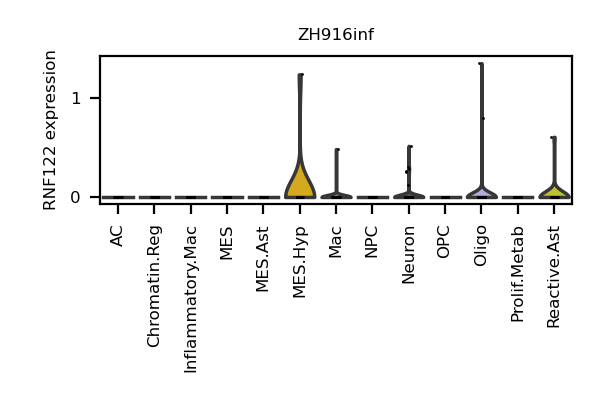 ZH916inf
RNF122 expression
1
0
AC
Chromatin.Reg
Inflammatory.Mac
MES
MES.Ast
MES.Hyp
Mac
NPC
Neuron
OPC
Oligo
Prolif.Metab
Reactive.Ast